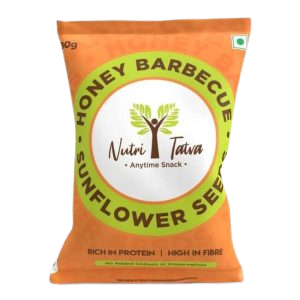 HONEY B
HONEY BARBECUE
Nutri Tatva
• Anytime Snack •
SUNFLOWER SEEDS
RICH IN PROTEIN | HIGH IN FIBRE
No Added Colours or Preservatives